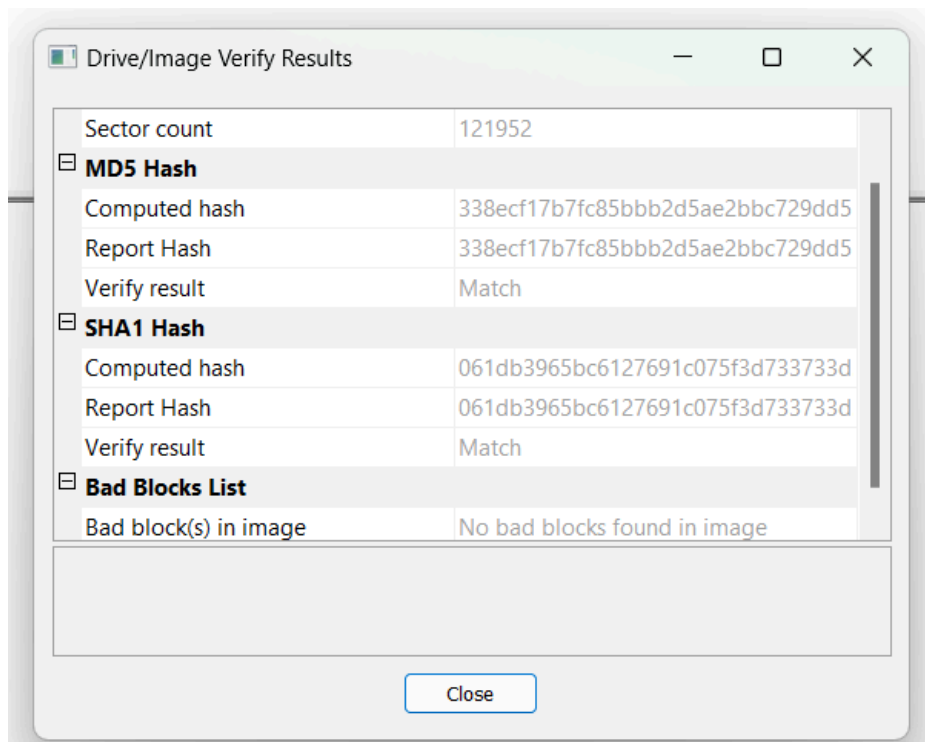 Drive/Image Verify Results
Sector count 121952
MD5 Hash
Computed hash 338ecf17b7fc85bbb2d5ae2bbc729dd5
Report Hash 338ecf17b7fc85bbb2d5ae2bbc729dd5
Verify result Match
SHA1 Hash
Computed hash 061db3965bc6127691c075f3d733733d
Report Hash 061db3965bc6127691c075f3d733733d
Verify result Match
Bad Blocks List
Bad block(s) in image No bad blocks found in image
Close